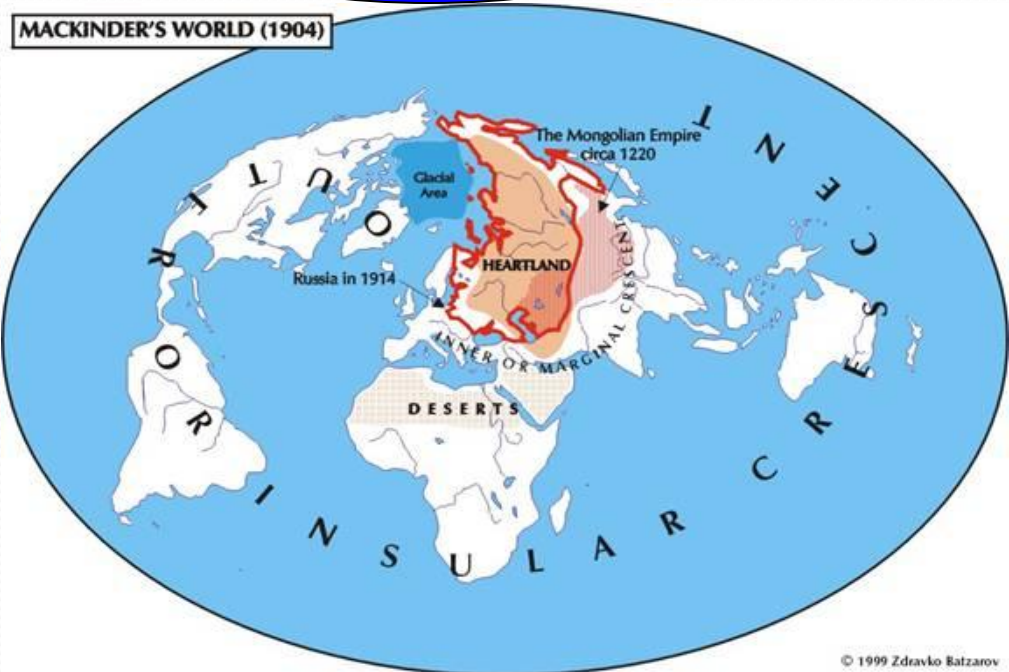 MACKINDER'S WORLD (1904)
The Mongolian Empire
circa 1220
Glacial
Area
Russia in 1914
HEARTLAND
INNER OR MARGINAL CRESCENT
DESERTS
OUTLR OR INSULAR CRESCENT
© 1999 Zdravko Batzarov